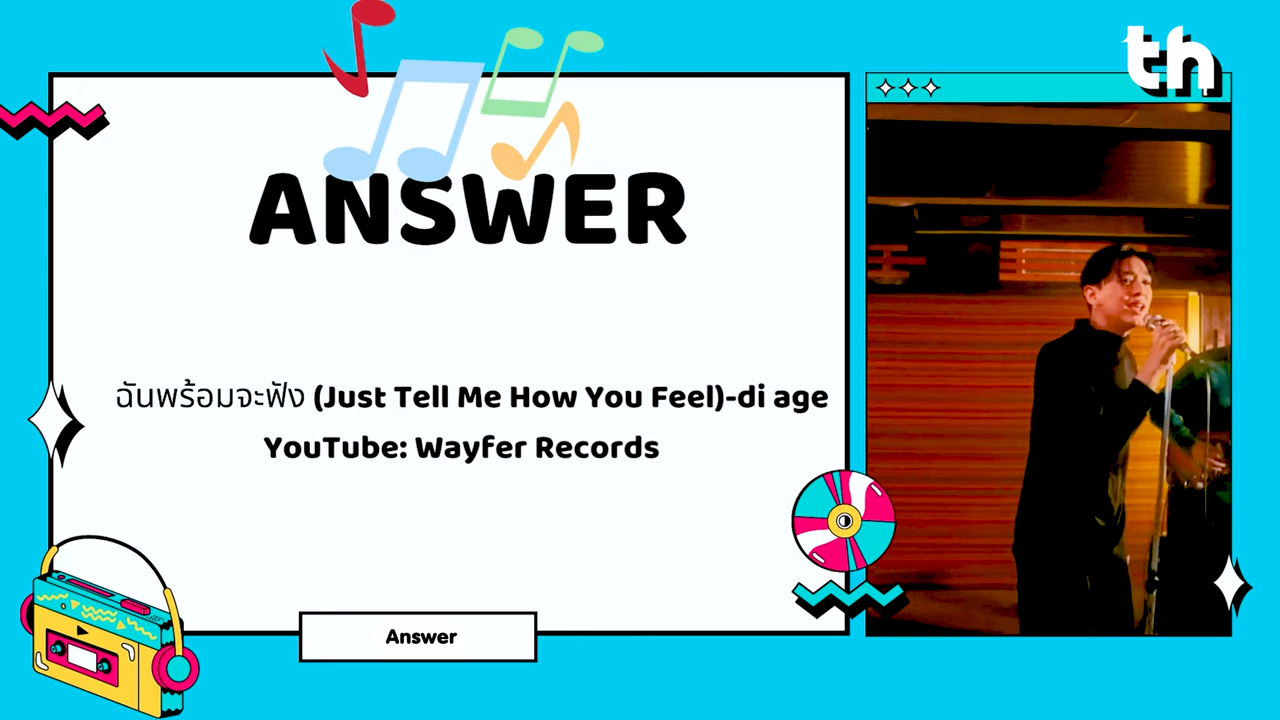 th
ANSWER
ฉันพร้อมจะฟัง (Just Tell Me How You Feel)-di age
YouTube: Wayfer Records
Answer